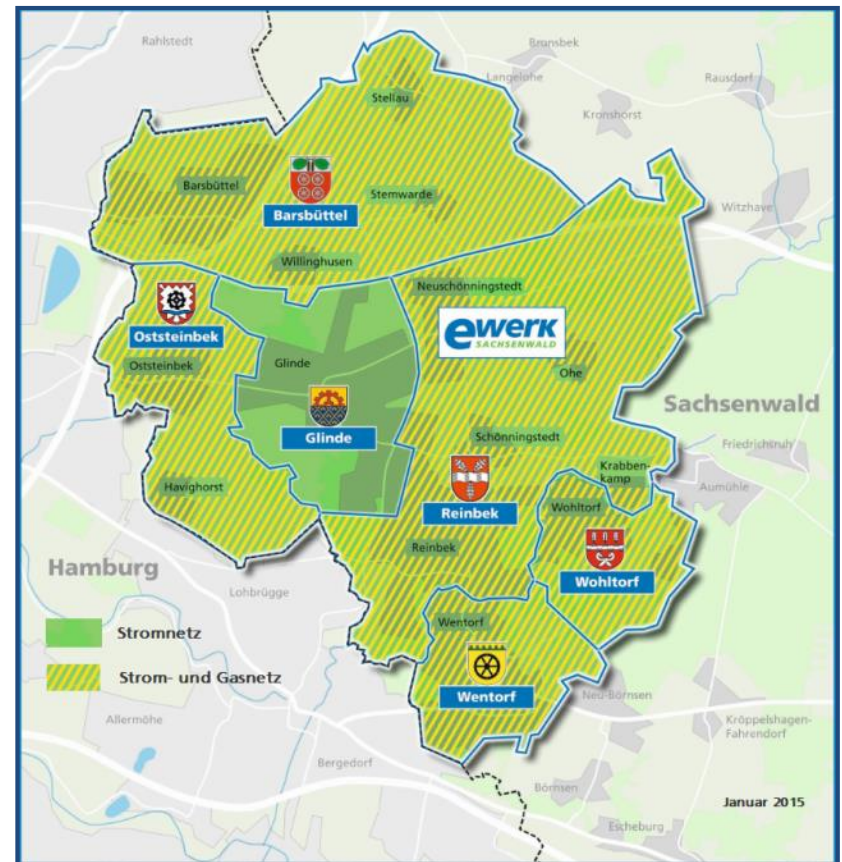 Rahlstedt
Brunsbek
Langelohe
Rausdorf
Stellau
Kronshorst
Barsbüttel
Stemwarde
Barsbüttel
Witzhave
Willinghusen
Neuschönningstedt
Oststeinbek
ewerk
SACHSENWALD
Oststeinbek
Glinde
Ohe
Sachsenwald
Glinde
Schönningstedt
Friedrichsruh
Krabben-
kamp
Aumühle
Havighorst
Reinbek
Wohltorf
Reinbek
Hamburg
Wohltorf
Lohbrügge
Wentorf
Stromnetz
Strom- und Gasnetz
Wentorf
Neu-Börnsen
Allermöhe
Kröppelshagen-
Fahrendorf
Bergedorf
Börnsen
Januar 2015
Escheburg